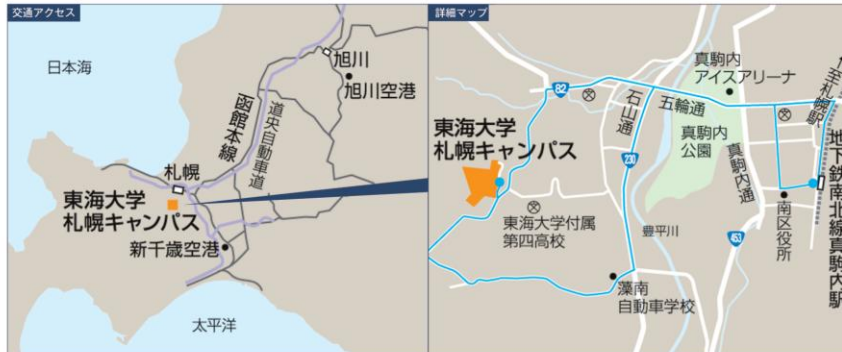 交通アクセス
日本海
旭川
旭川空港
函館本線
道央自動車道
札幌
東海大学
札幌キャンパス
新千歳空港
太平洋
詳細マップ
82
石山通
五輪通
真駒内
アイスアリーナ
真駒内
公園
真駒内通
東海大学
札幌キャンパス
230
東海大学付属
第四高校
豊平川
453
南区役所
至札幌駅
地下鉄南北線真駒内駅
藻南
自動車学校